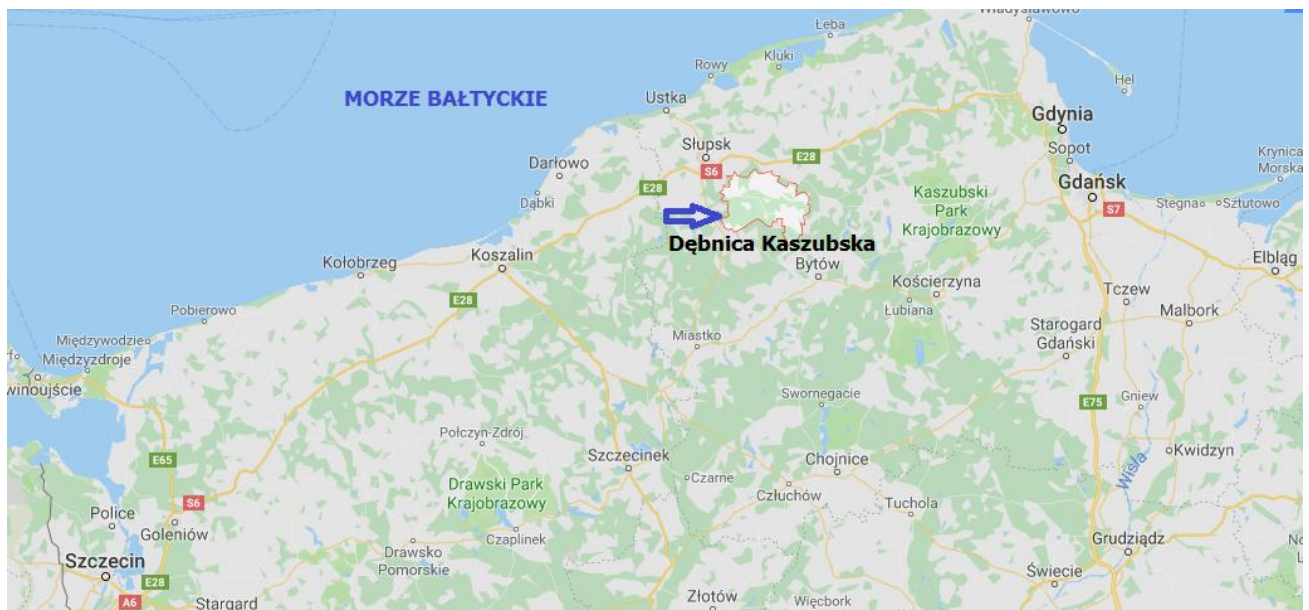 Władysławowo
Łeba
Kluki
Rowy
Hel
MORZE BAŁTYCKIE
Ustka
Gdynia
Słupsk
Sopot
Krynica
Morska
Darłowo
E28
S6
E28
Kaszubski
Park
Krajobrazowy
Gdańsk
Dąbki
S7
Stegna
Sztutowo
Dębnica Kaszubska
Koszalin
Bytów
Elbląg
Kołobrzeg
Kościerzyna
Tczew
E28
Lubiana
Malbork
Pobierowo
Starogard
Gdański
Międzywodzie
Miastko
Międzyzdroje
winoujście
Swornegacie
Gniew
E75
Połczyn-Zdrój
Kwidzyn
Szczecinek
Chojnice
E65
Czarne
Wisła
Drawski Park
Krajobrazowy
Człuchów
Tuchola
S6
Police
Goleniów
Czaplinek
Grudziądz
Drawsko
Pomorskie
Szczecin
Świecie
E28
Złotów
Więcbork
A6
Stargard